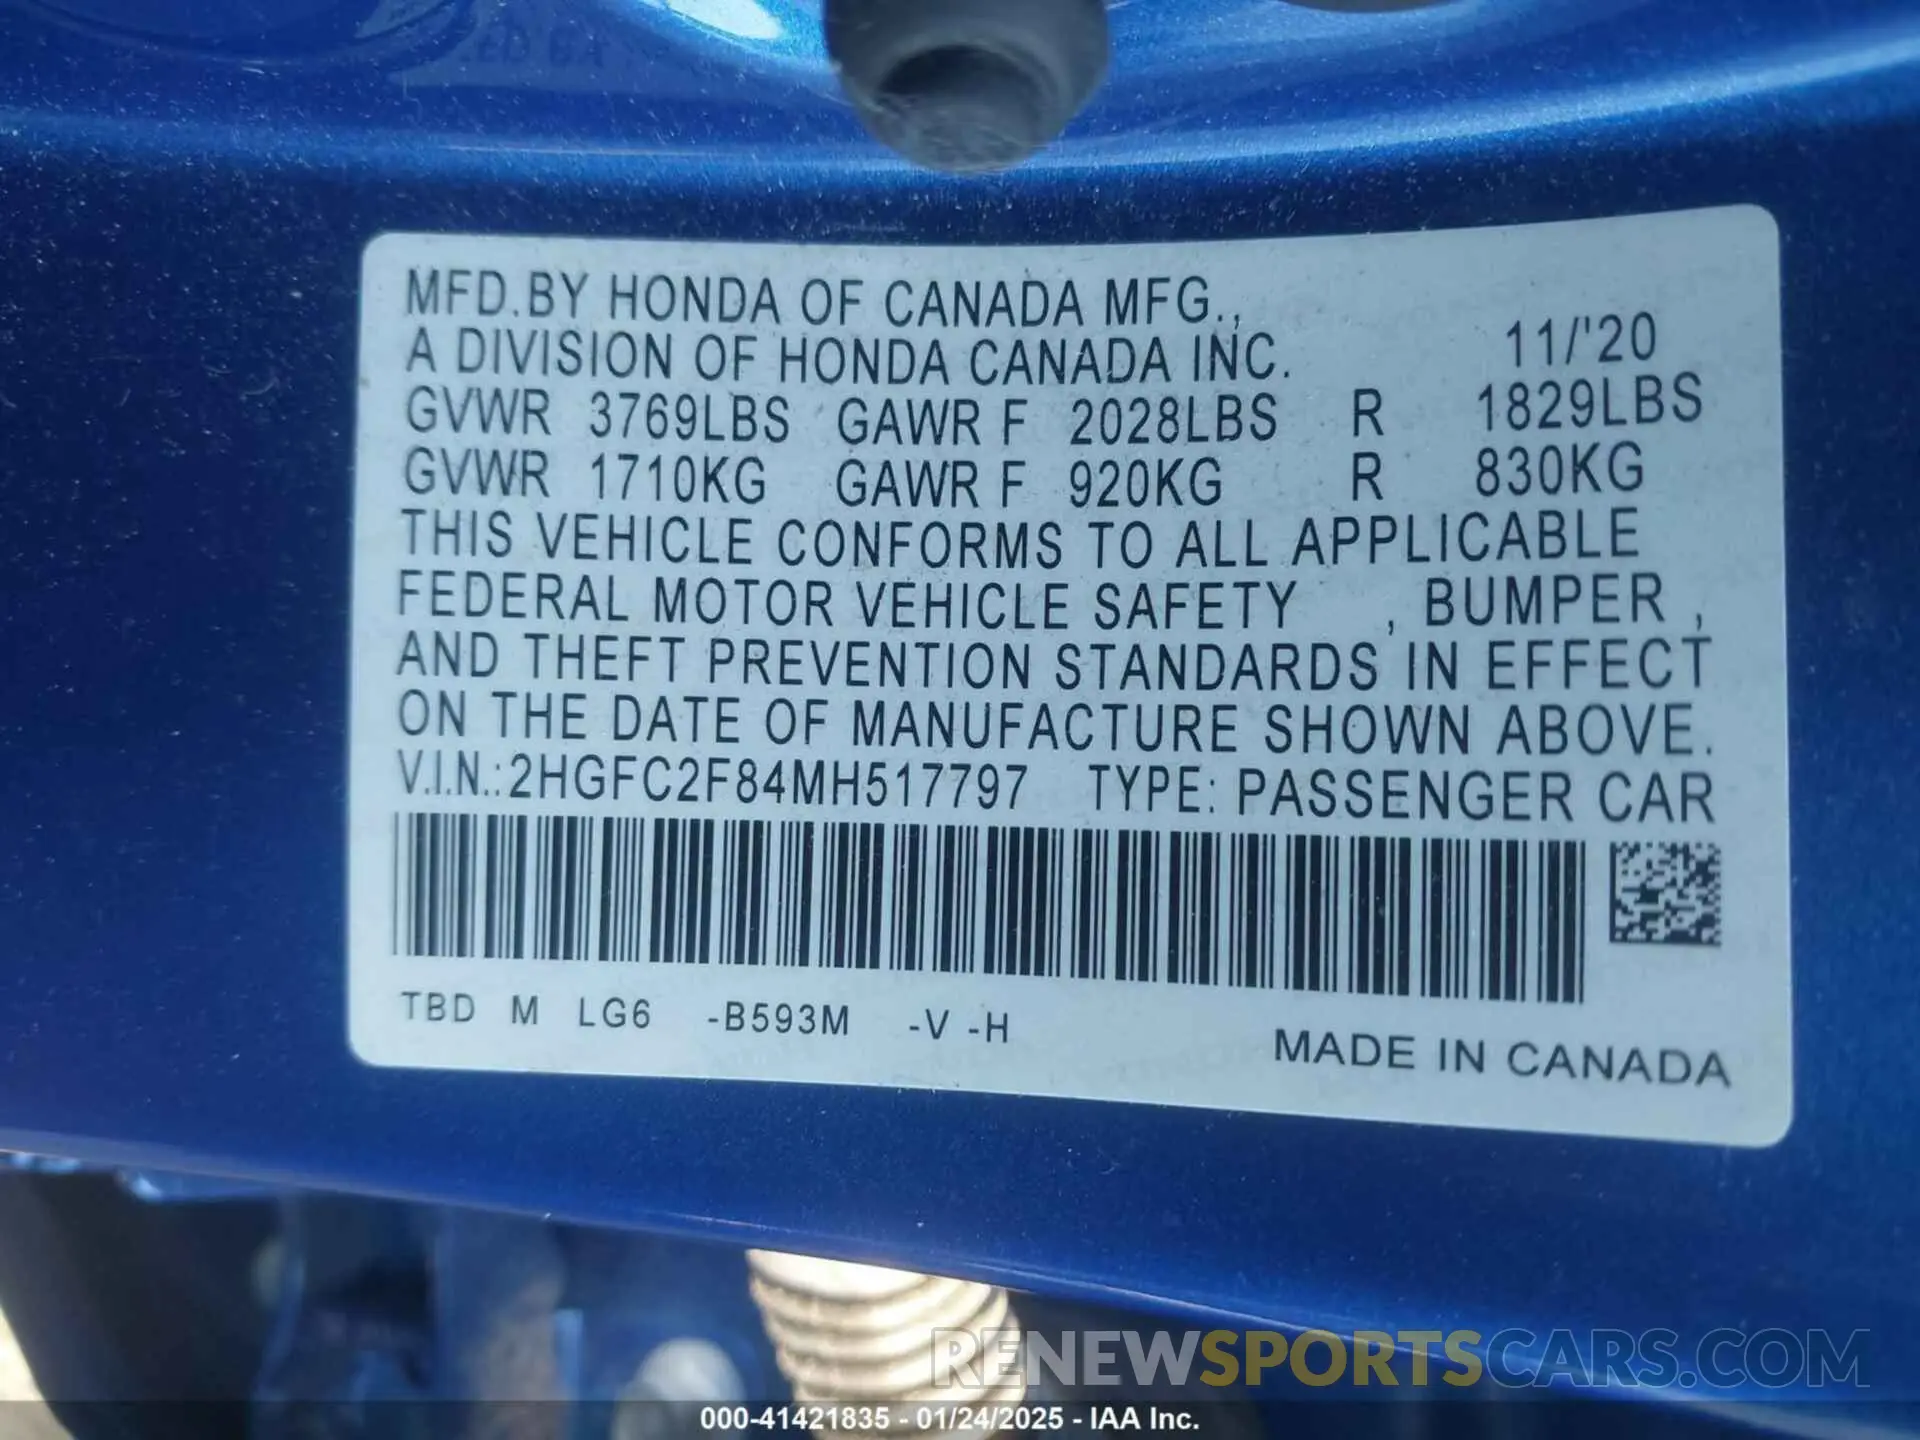 MFD.BY HONDA OF CANADA MFG.,
A DIVISION OF HONDA CANADA INC. 11/'20
GVWR 3769LBS GAWR F 2028LBS R 1829LBS
GVWR 1710KG GAWR F 920KG R 830KG
THIS VEHICLE CONFORMS TO ALL APPLICABLE
FEDERAL MOTOR VEHICLE SAFETY , BUMPER ,
AND THEFT PREVENTION STANDARDS IN EFFECT
ON THE DATE OF MANUFACTURE SHOWN ABOVE.
V.I.N.:2HGFC2F84MH517797 TYPE: PASSENGER CAR
TBD M LG6 -B593M -V -H
MADE IN CANADA
RENEWSPORTSCARS.COM
000-41421835 - 01/24/2025 - IAA Inc.